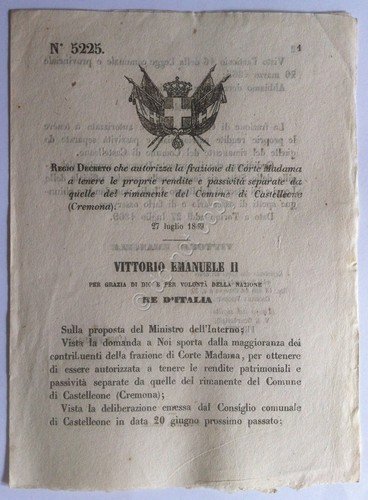 N° 5225.
1
REGIO DECRETO che autorizza la frazione di Corte Madama
a tenere le proprie rendite e passività separate da
quelle del rimanente del Comune di Castelleone
(Cremona).
27 luglio 1869
VITTORIO EMANUELE II
PER GRAZIA DI DIO E PER VOLONTÀ DELLA NAZIONE
RE D'ITALIA
Sulla proposta del Ministro dell'Interno;
Vista la domanda a Noi sporta dalla maggioranza dei
contribuenti della frazione di Corte Madama, per ottenere
di essere autorizzata a tenere le rendite patrimoniali e
passività separate da quelle del rimanente del Comune
di Castelleone (Cremona);
Vista la deliberazione emessa dal Consiglio comunale
di Castelleone in data 20 giugno prossimo passato;